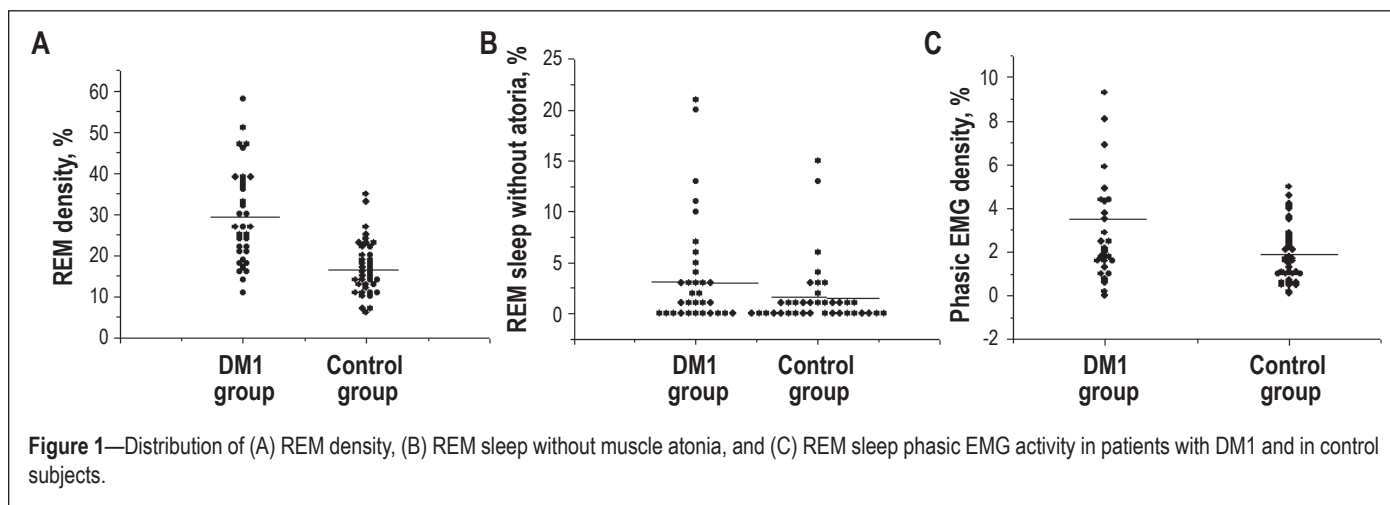 A
REM density, %
60
50
40
30
20
10
0
DM1
group
Control
group
B
REM sleep without atoria, %
25
20
15
10
5
0
DM1
group
Control
group
C
Phasic EMG density, %
10
8
6
4
2
0
-2
DM1
group
Control
group
Figure 1—Distribution of (A) REM density, (B) REM sleep without muscle atonia, and (C) REM sleep phasic EMG activity in patients with DM1 and in control
subjects.